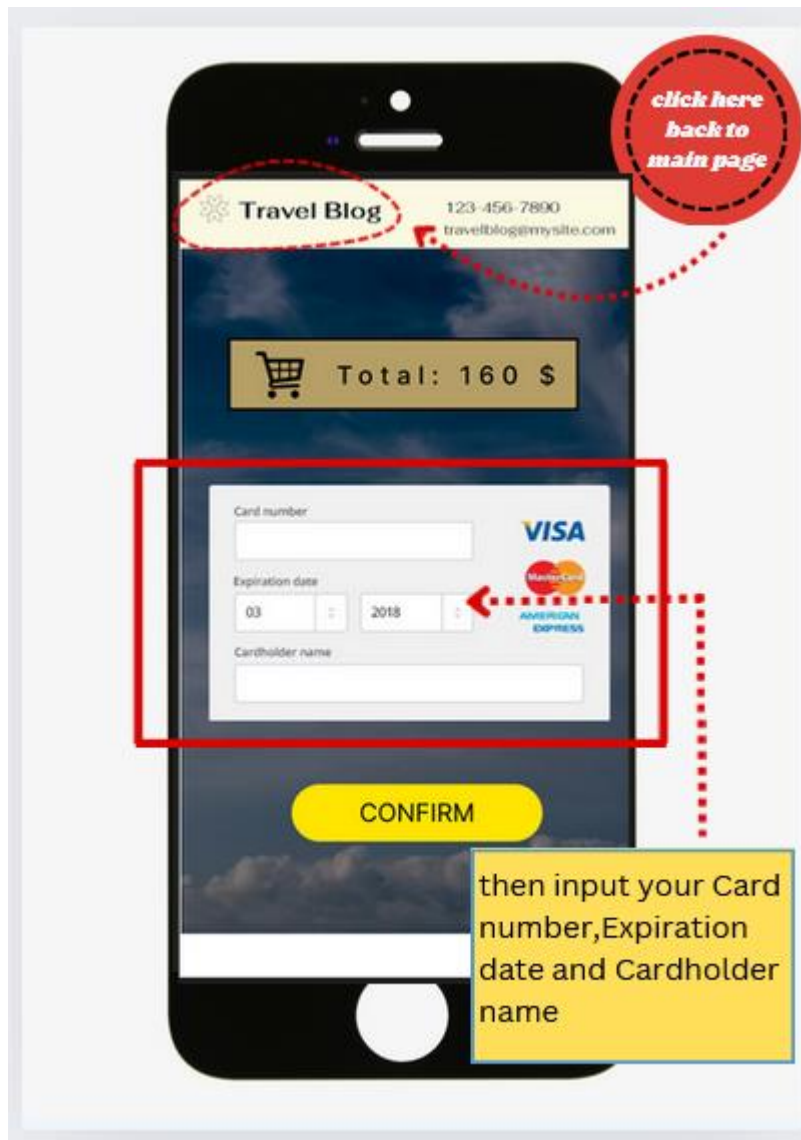 click here
back to
main page
Travel Blog
123-456-7890
travelblog@mysite.com
Total: 160 $
Card number
VISA
MasterCard
Expiration date
03 2018
AMERICAN
EXPRESS
Cardholder name
CONFIRM
then input your Card
number,Expiration
date and Cardholder
name